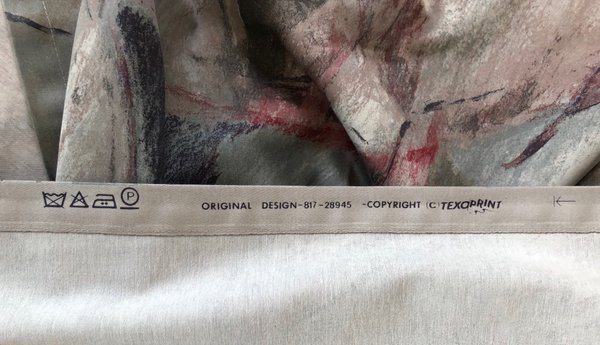 P ORIGINAL DESIGN-817-28945 -COPYRIGHT (C) TEXOPRINT